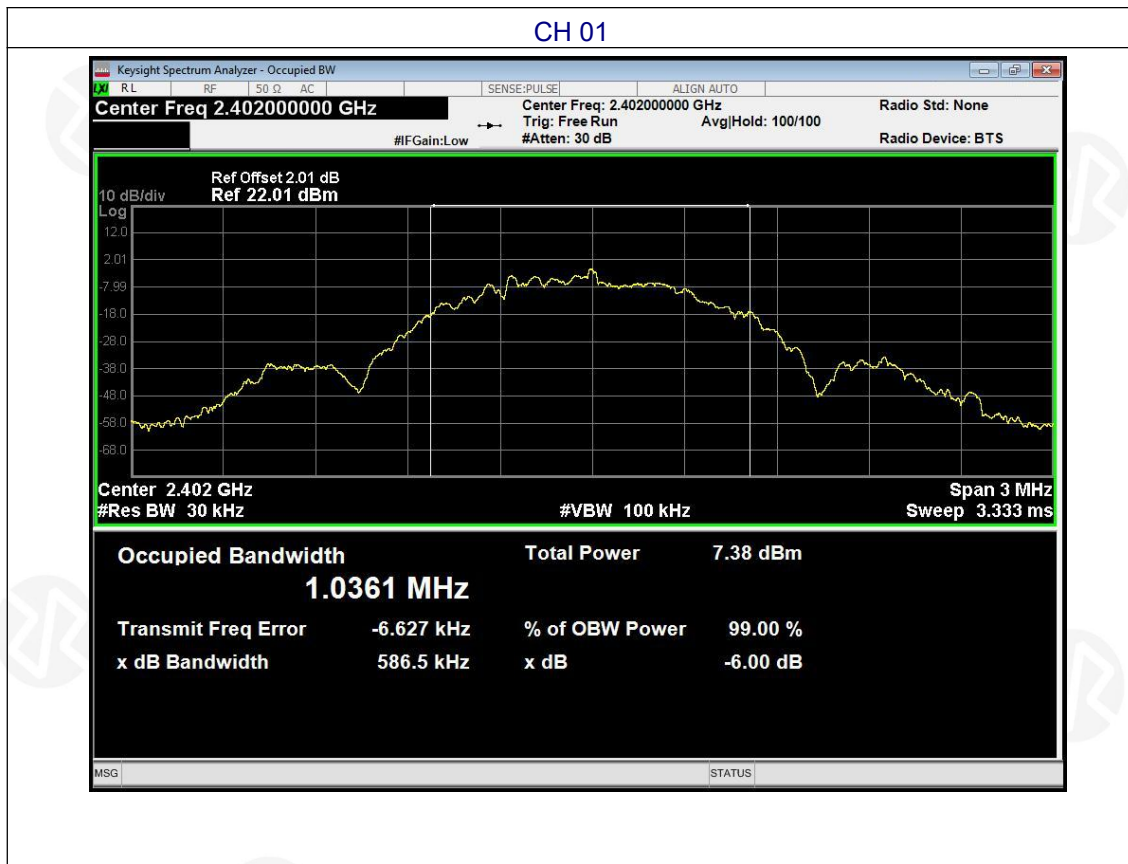 CH 01
Keysight Spectrum Analyzer - Occupied BW
LXI RL RF 50 Ω AC SENSE:PULSE ALIGN AUTO
Center Freq 2.402000000 GHz Center Freq: 2.402000000 GHz Radio Std: None
Trig: Free Run Avg|Hold: 100/100
#IFGain:Low #Atten: 30 dB Radio Device: BTS
Ref Offset 2.01 dB
10 dB/div Ref 22.01 dBm
Log
12.0
2.01
-7.99
-18.0
-28.0
-38.0
-48.0
-58.0
-68.0
Center 2.402 GHz Span 3 MHz
#Res BW 30 kHz #VBW 100 kHz Sweep 3.333 ms
Occupied Bandwidth Total Power 7.38 dBm
1.0361 MHz
Transmit Freq Error -6.627 kHz % of OBW Power 99.00 %
x dB Bandwidth 586.5 kHz x dB -6.00 dB
MSG STATUS